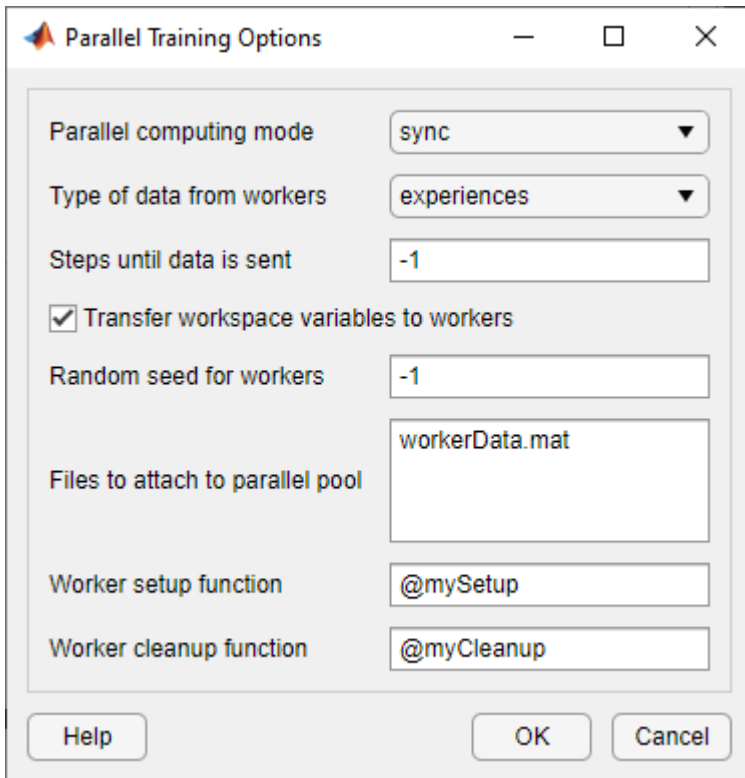 Parallel Training Options
Parallel computing mode sync
Type of data from workers experiences
Steps until data is sent -1
Transfer workspace variables to workers
Random seed for workers -1
workerData.mat
Files to attach to parallel pool
Worker setup function @mySetup
Worker cleanup function @myCleanup
Help OK Cancel